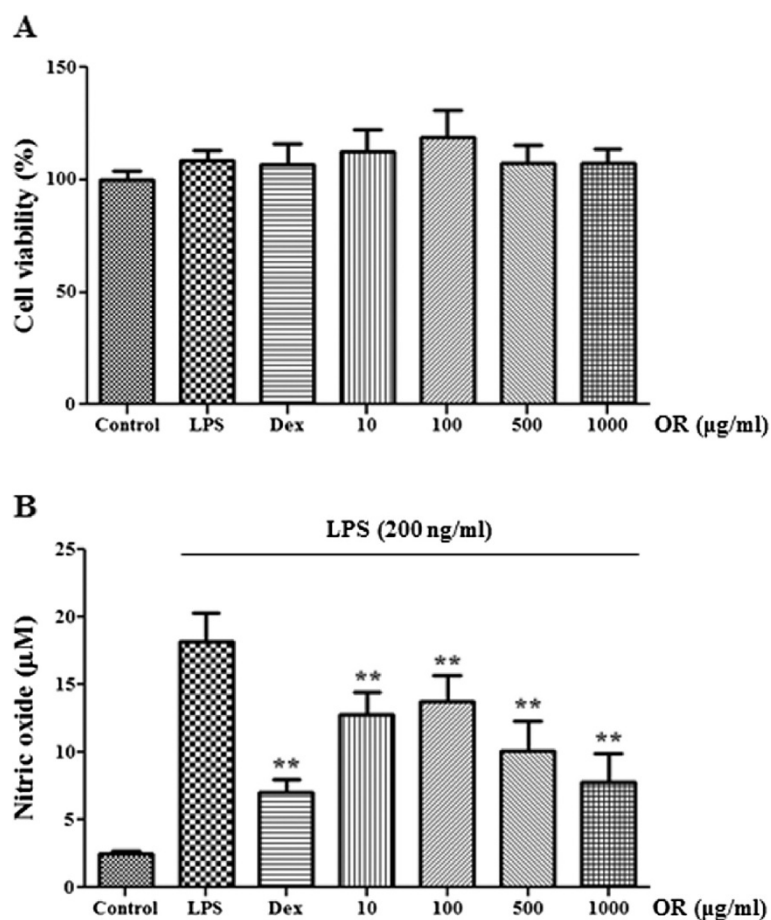 A
Cell viability (%)
150
100
50
0
Control LPS Dex 10 100 500 1000 OR (µg/ml)
B
LPS (200 ng/ml)
Nitric oxide (µM)
25
20
15
10
5
0
** ** ** ** **
Control LPS Dex 10 100 500 1000 OR (µg/ml)